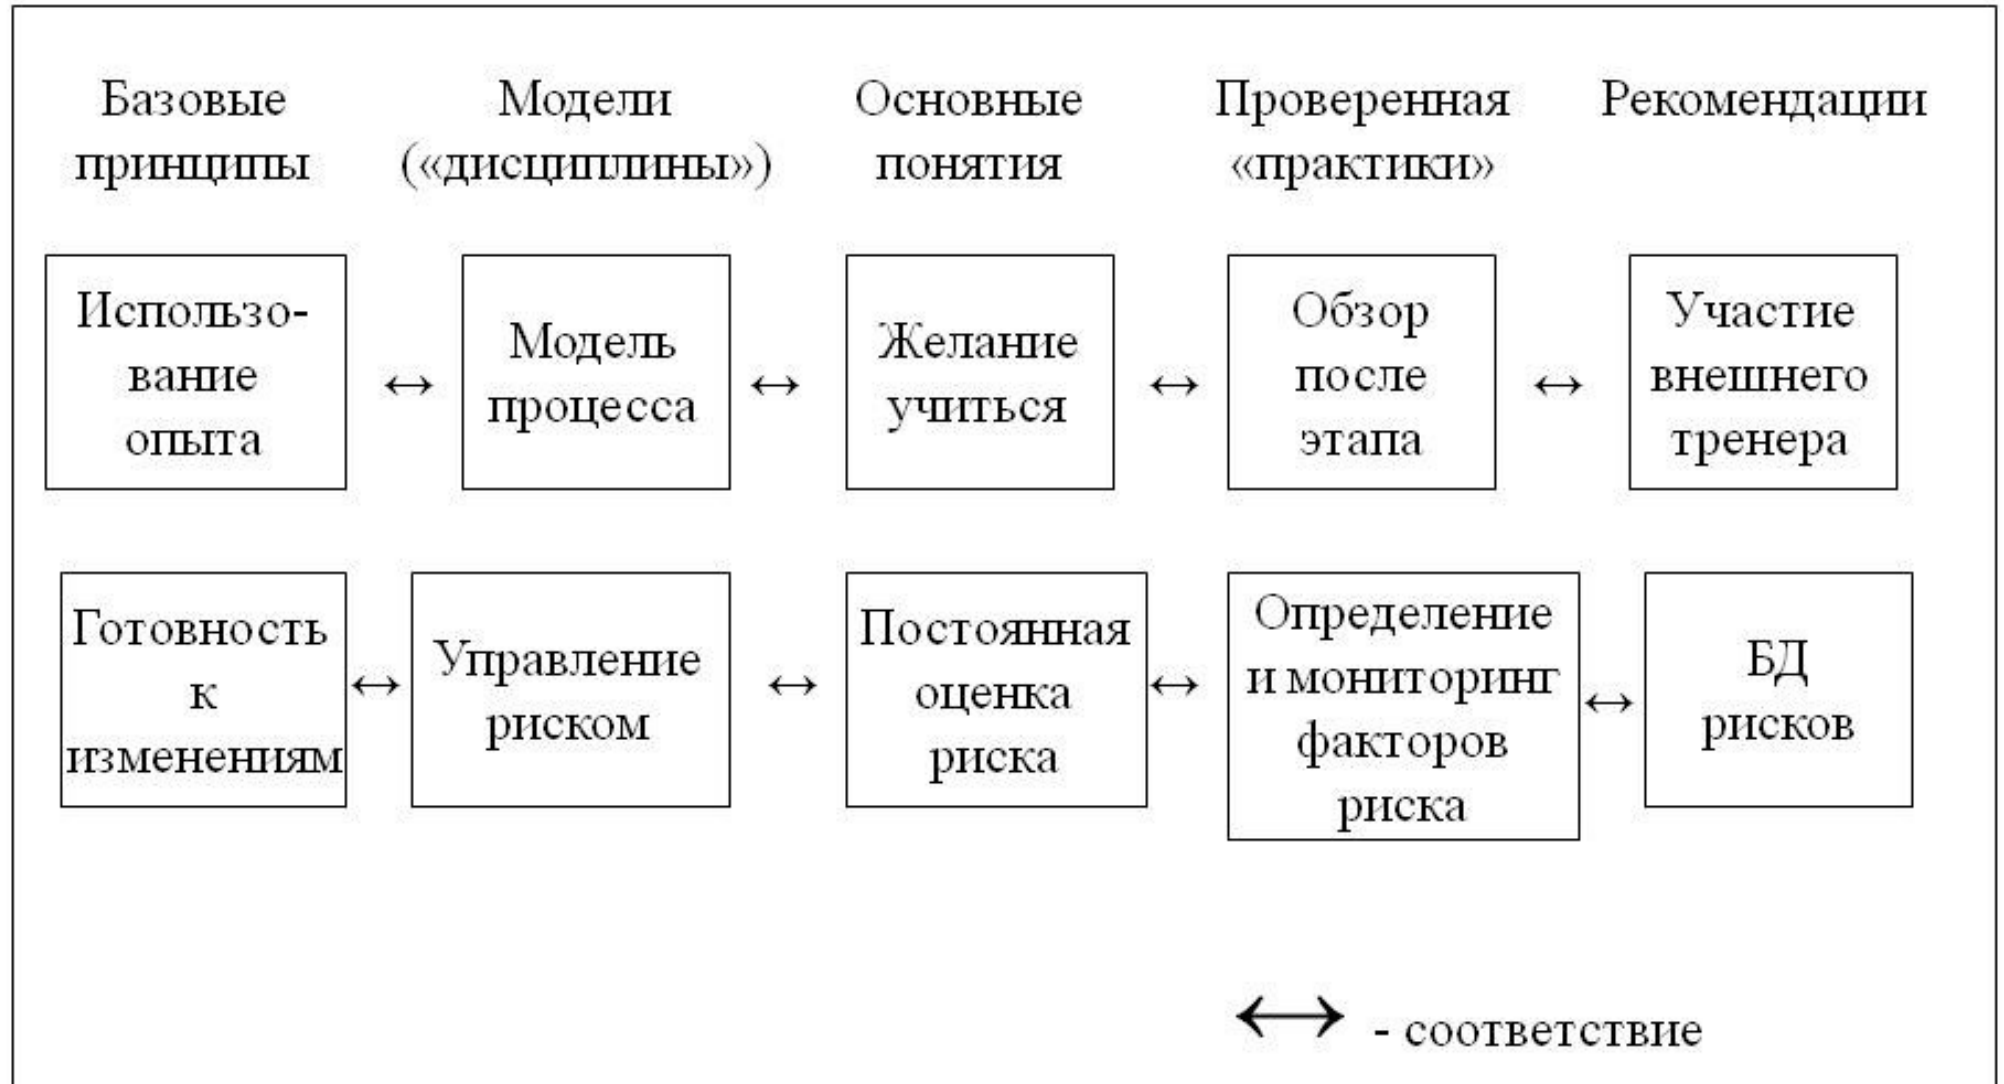 Базовые
принципы
Модели
(«дисциплины»)
Основные
понятия
Проверенная
«практики»
Рекомендации
Использо-
вание
опыта
↔
Модель
процесса
↔
Желание
учиться
↔
Обзор
после
этапа
↔
Участие
внешнего
тренера
Готовность
к
изменениям
↔
Управление
риском
↔
Постоянная
оценка
риска
↔
Определение
и мониторинг
факторов
риска
↔
БД
рисков
↔ - соответствие